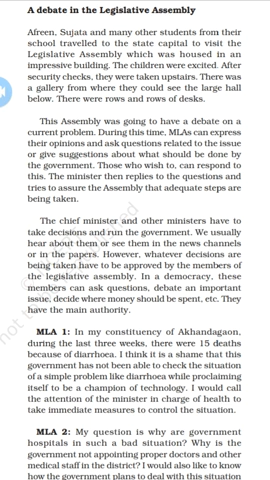 A debate in the Legislative Assembly
Afreen, Sujata and many other students from their
school travelled to the state capital to visit the
Legislative Assembly which was housed in an
impressive building. The children were excited. After
security checks, they were taken upstairs. There was
a gallery from where they could see the large hall
below. There were rows and rows of desks.
This Assembly was going to have a debate on a
current problem. During this time, MLAs can express
their opinions and ask questions related to the issue
or give suggestions about what should be done by
the government. Those who wish to, can respond to
this. The minister then replies to the questions and
tries to assure the Assembly that adequate steps are
being taken.
The chief minister and other ministers have to
take decisions and run the government. We usually
hear about them or see them in the news channels
or in the papers. However, whatever decisions are
being taken have to be approved by the members of
the legislative assembly. In a democracy, these
members can ask questions, debate an important
issue, decide where money should be spent, etc. They
have the main authority.
MLA 1: In my constituency of Akhandagaon,
during the last three weeks, there were 15 deaths
because of diarrhoea. I think it is a shame that this
government has not been able to check the situation
of a simple problem like diarrhoea while proclaiming
itself to be a champion of technology. I would call
the attention of the minister in charge of health to
take immediate measures to control the situation.
MLA 2: My question is why are government
hospitals in such a bad situation? Why is the
government not appointing proper doctors and other
medical staff in the district? I would also like to know
how the government plans to deal with this situation